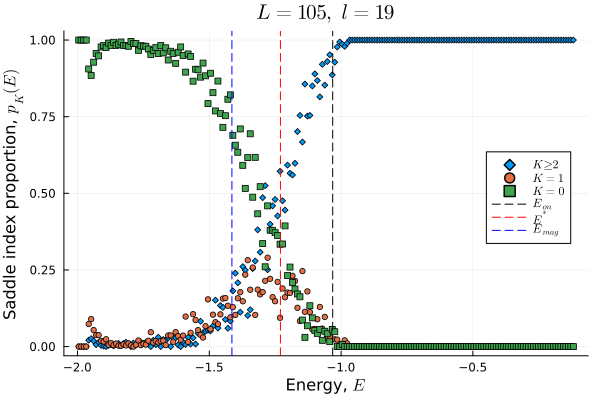 L = 105, l = 19
Saddle index proportion, p_K(E)
1.00
0.75
0.50
0.25
0.00
K≥2
K = 1
K = 0
E_on
E^*
E_mag
−2.0 −1.5 −1.0 −0.5
Energy, E